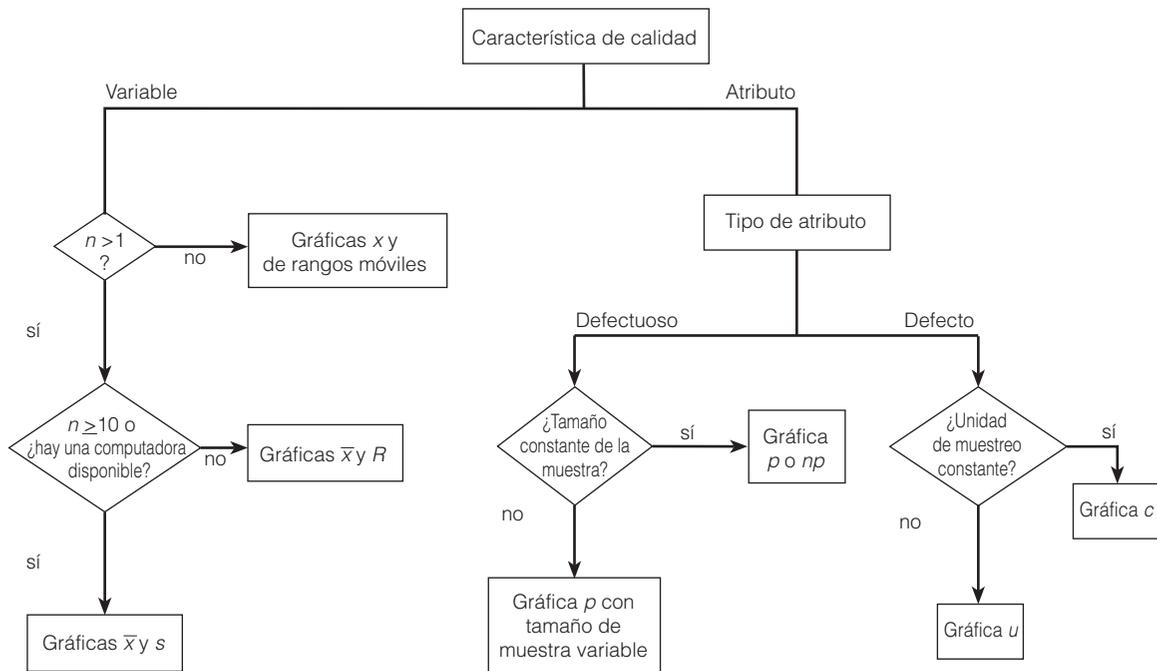 Característica de calidad
Variable
Atributo
n >1
?
no
Gráficas x y
de rangos móviles
Tipo de atributo
sí
Defectuoso
Defecto
n ≥10 o
¿hay una computadora
disponible?
no
Gráficas x̅ y R
¿Tamaño
constante de la
muestra?
sí
Gráfica
p o np
¿Unidad
de muestreo
constante?
sí
Gráfica c
no
no
sí
Gráficas x̅ y s
Gráfica p con
tamaño de
muestra variable
Gráfica u